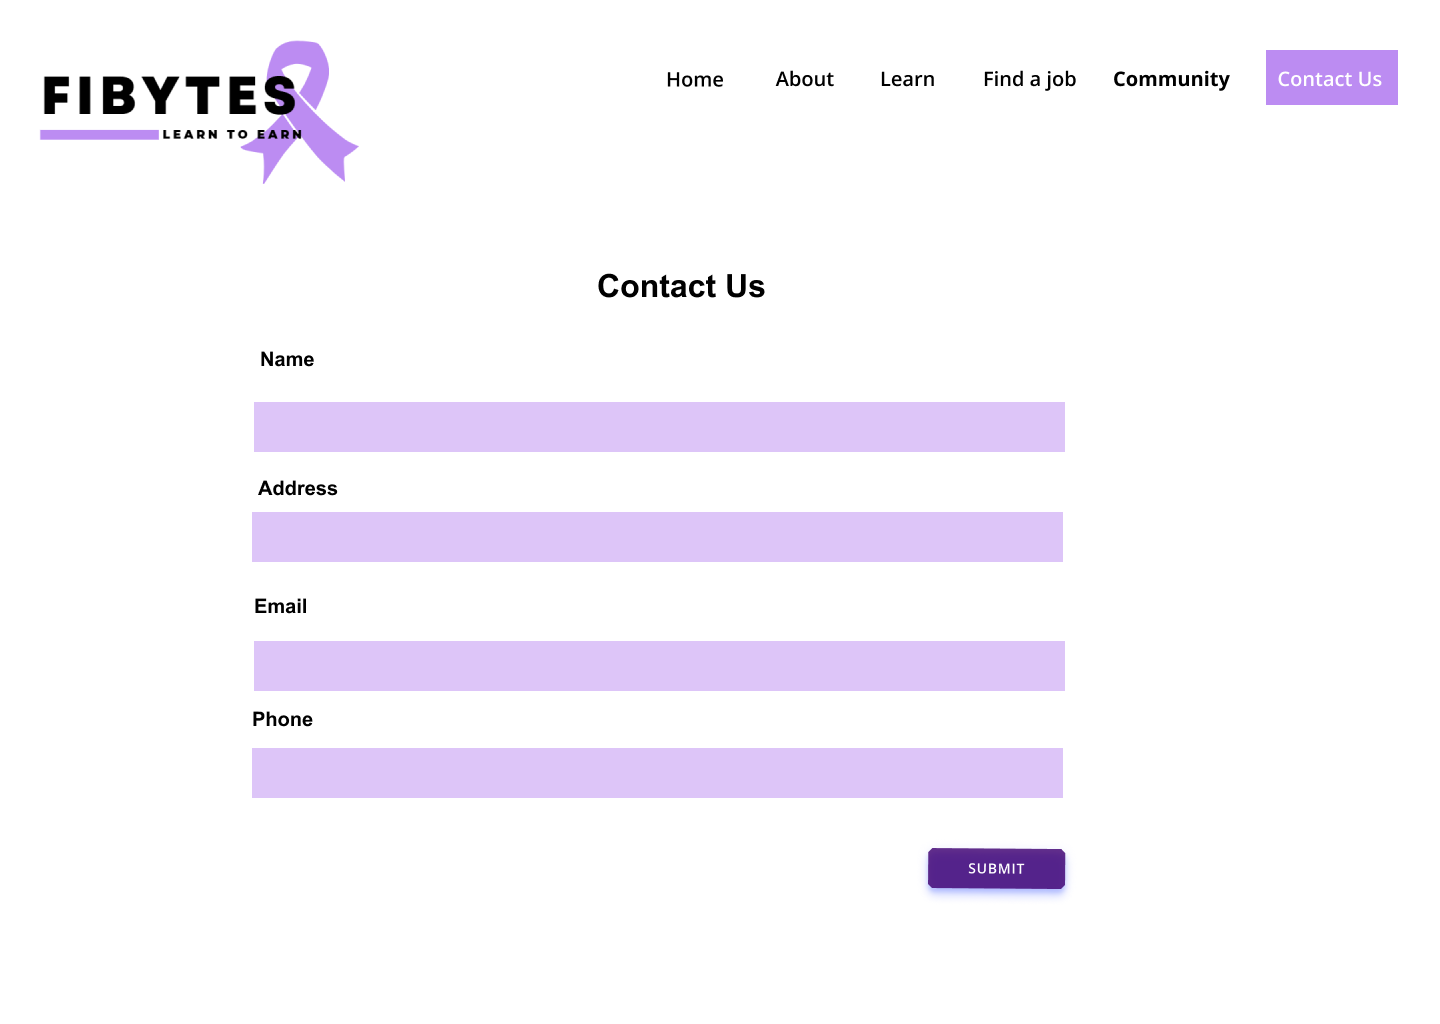 FIBYTES
LEARN TO EARN
Home About Learn Find a job Community Contact Us
Contact Us
Name
Address
Email
Phone
SUBMIT